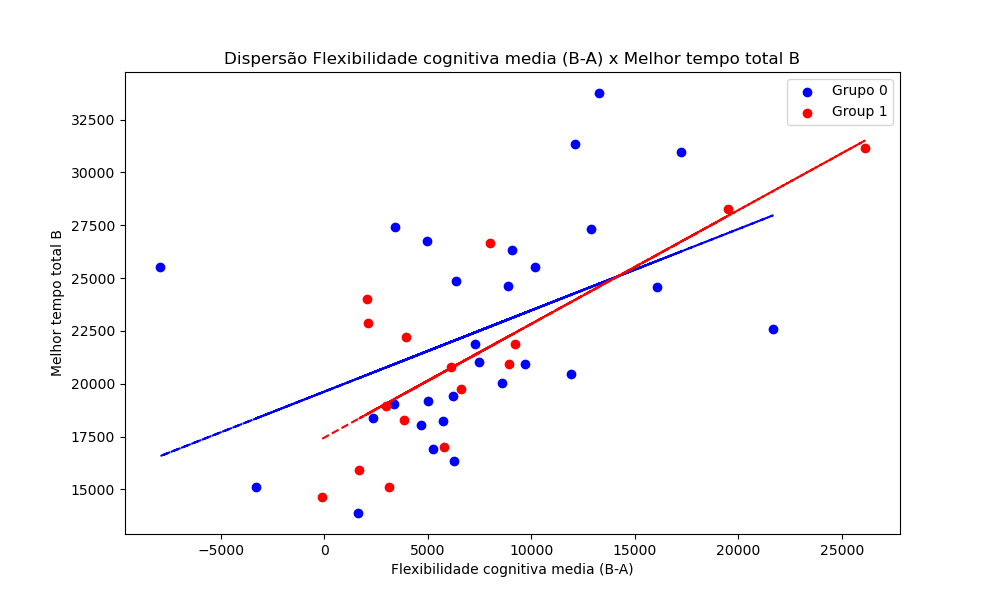 Dispersão Flexibilidade cognitiva media (B-A) x Melhor tempo total B
Grupo 0
Group 1
Melhor tempo total B
32500
30000
27500
25000
22500
20000
17500
15000
−5000 0 5000 10000 15000 20000 25000
Flexibilidade cognitiva media (B-A)